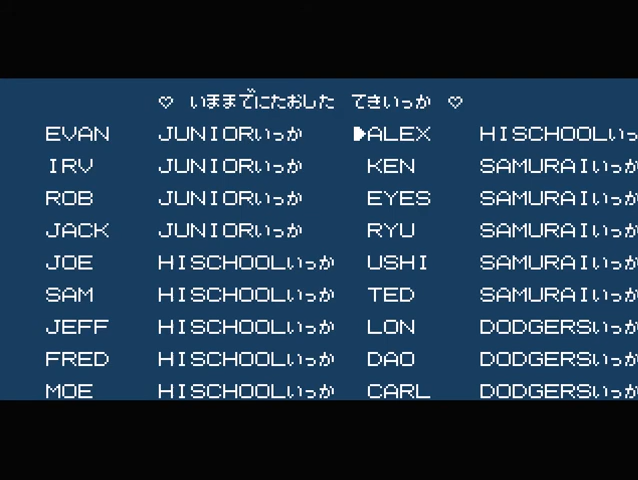 ♡ いままでにたおした てきいっか ♡
EVAN JUNIORいっか ALEX HISCHOOLいっ
IRV JUNIORいっか KEN SAMURAIいっか
ROB JUNIORいっか EYES SAMURAIいっか
JACK JUNIORいっか RYU SAMURAIいっか
JOE HISCHOOLいっか USHI SAMURAIいっか
SAM HISCHOOLいっか TED SAMURAIいっか
JEFF HISCHOOLいっか LON DODGERSいっか
FRED HISCHOOLいっか DAO DODGERSいっか
MOE HISCHOOLいっか CARL DODGERSいっか